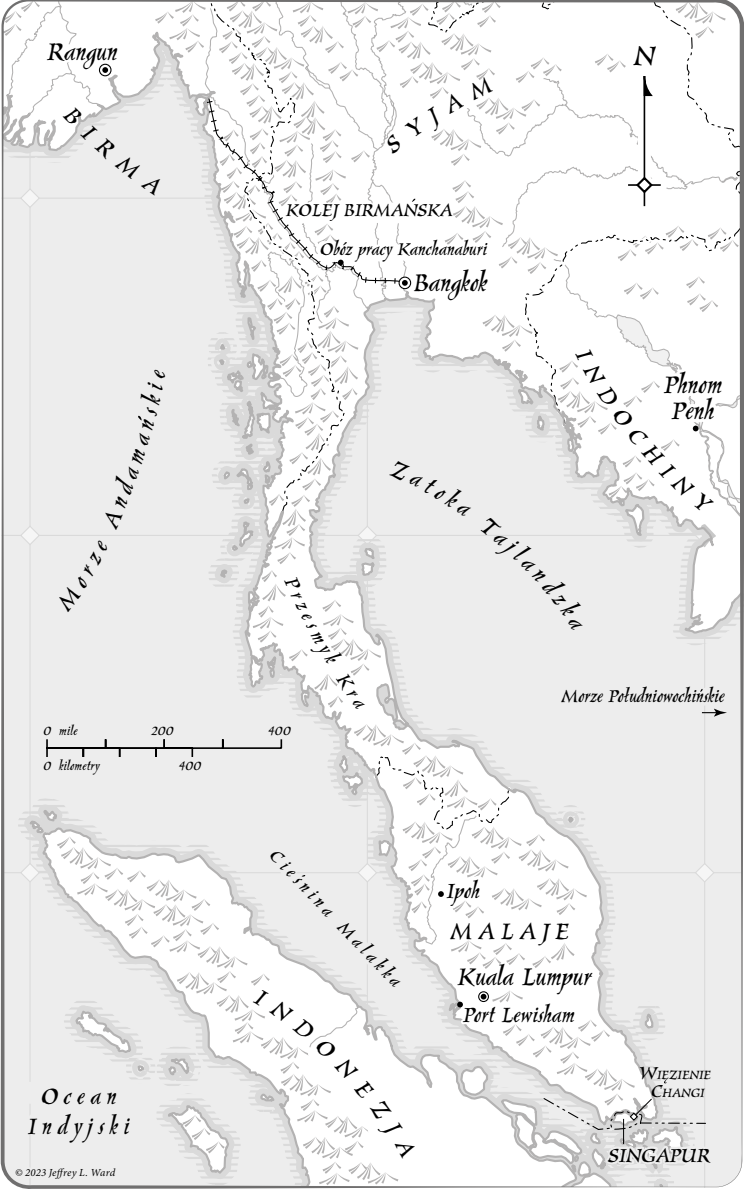 Rangun
BIRMA
SYJAM
N
KOLEJ BIRMAŃSKA
Obóz pracy Kanchanaburi
Bangkok
INDOCHINY
Phnom
Penh
Morze Andamańskie
Zatoka Tajlandzka
Przesmyk Kra
Morze Południowochińskie
0 mile 200 400
0 kilometry 400
Cieśnina Malakka
Ipoh
MALAJE
Kuala Lumpur
Port Lewisham
INDONEZJA
Ocean
Indyjski
WIĘZIENIE
CHANGI
SINGAPUR
© 2023 Jeffrey L. Ward